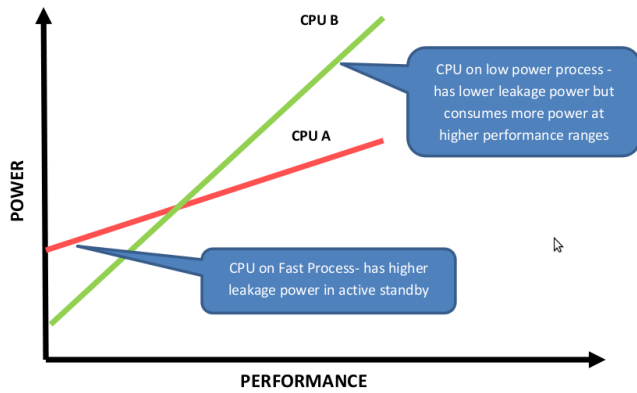 CPU B
CPU on low power process -
has lower leakage power but
consumes more power at
higher performance ranges
CPU A
POWER
CPU on Fast Process- has higher
leakage power in active standby
PERFORMANCE